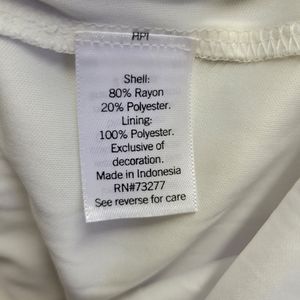 Shell:
80% Rayon
20% Polyester.
Lining:
100% Polyester.
Exclusive of
decoration.
Made in Indonesia
RN#73277
See reverse for care